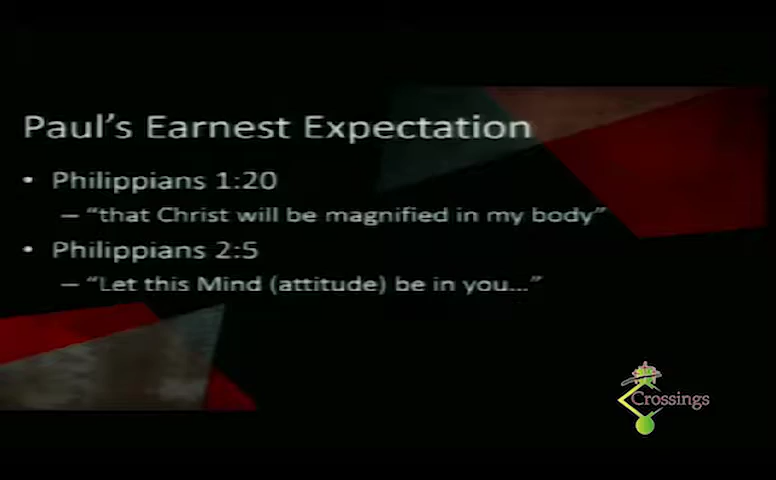 Paul's Earnest Expectation
• Philippians 1:20
– “that Christ will be magnified in my body”
• Philippians 2:5
– “Let this Mind (attitude) be in you...”
Crossings